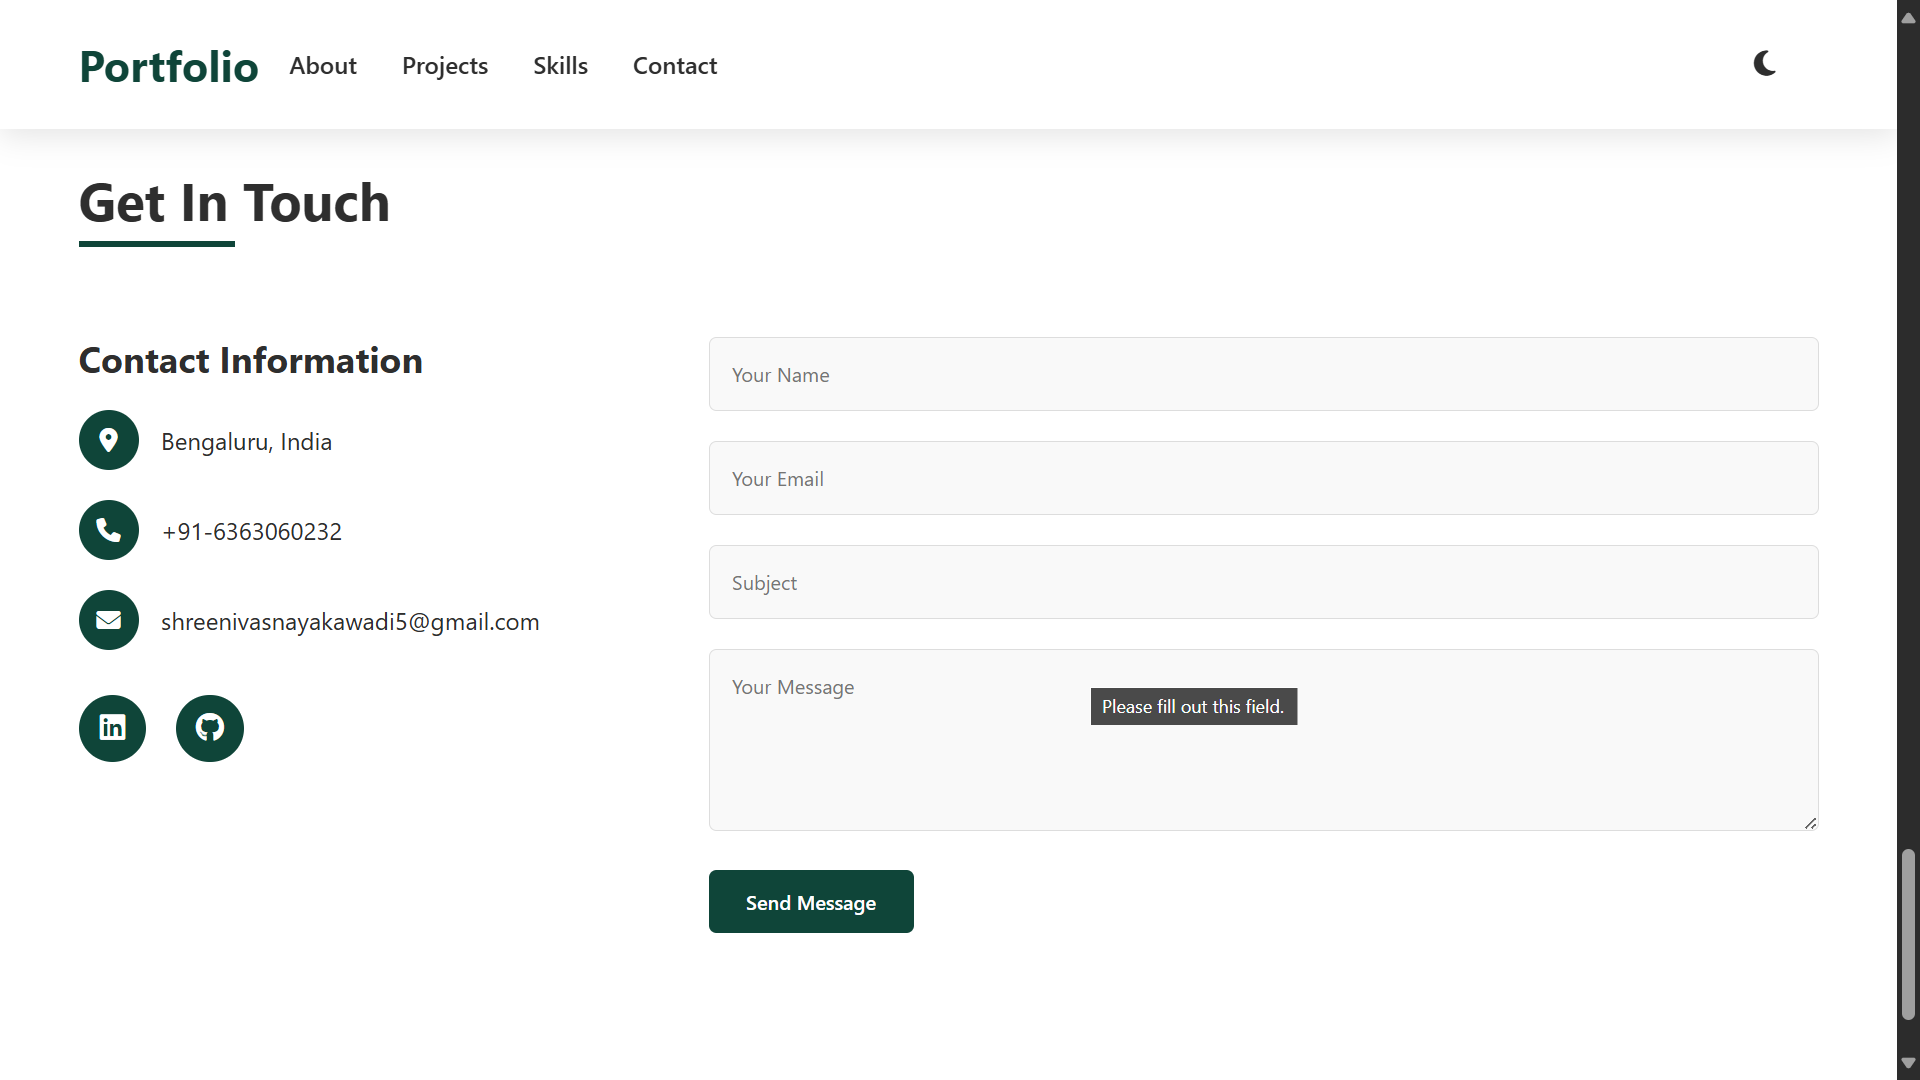 Portfolio About Projects Skills Contact
Get In Touch
Contact Information
Bengaluru, India
+91-6363060232
shreenivasnayakawadi5@gmail.com
in
Your Name
Your Email
Subject
Your Message
Please fill out this field.
Send Message